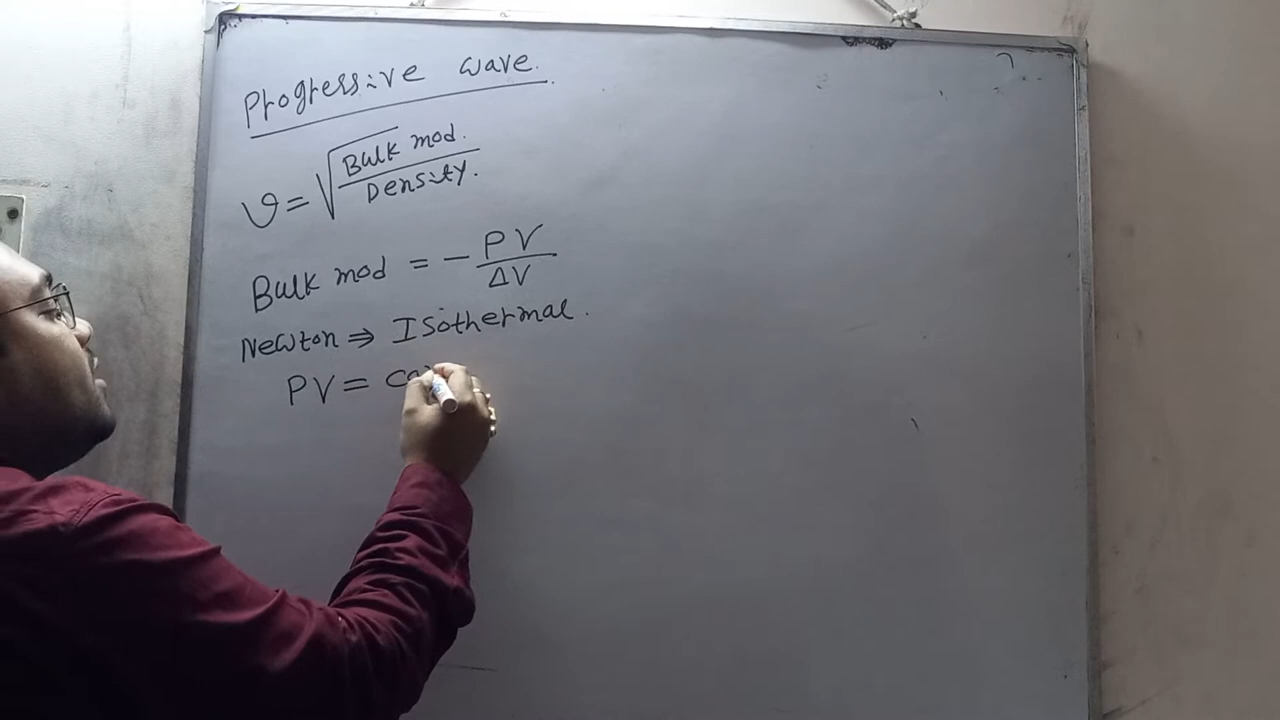 Progressive wave.
υ = √Bulk mod. / Density.
Bulk mod = - PV / ΔV
Newton ⇒ Isothermal.
PV =